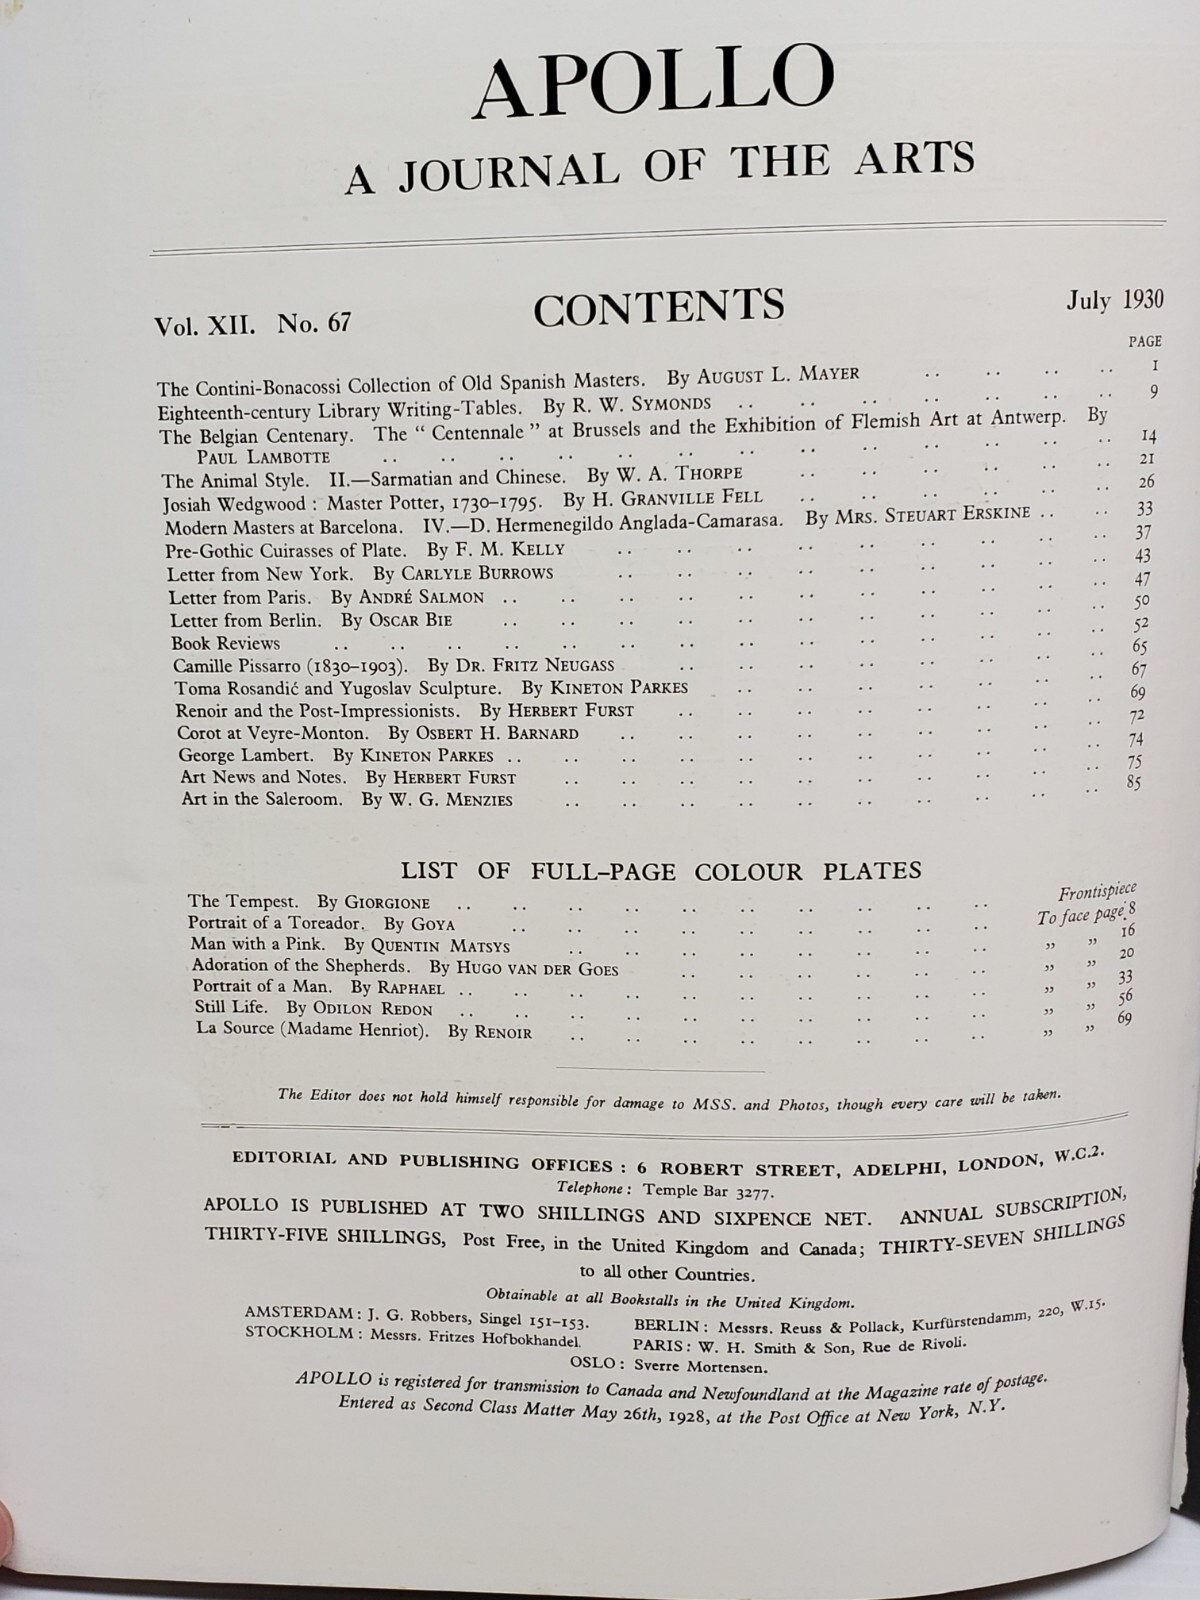 APOLLO
A JOURNAL OF THE ARTS
Vol. XII. No. 67 CONTENTS July 1930
PAGE
The Contini-Bonacossi Collection of Old Spanish Masters. By AUGUST L. MAYER .. .. .. .. 1
Eighteenth-century Library Writing-Tables. By R. W. SYMONDS .. .. .. .. .. .. .. 9
The Belgian Centenary. The “ Centennale ” at Brussels and the Exhibition of Flemish Art at Antwerp. By
PAUL LAMBOTTE .. .. .. .. .. .. .. .. .. .. .. .. .. 14
The Animal Style. II.—Sarmatian and Chinese. By W. A. THORPE .. .. .. .. .. .. 21
Josiah Wedgwood : Master Potter, 1730–1795. By H. GRANVILLE FELL .. .. .. .. .. .. 26
Modern Masters at Barcelona. IV.—D. Hermenegildo Anglada-Camarasa. By MRS. STEUART ERSKINE .. .. 33
Pre-Gothic Cuirasses of Plate. By F. M. KELLY .. .. .. .. .. .. .. .. .. 37
Letter from New York. By CARLYLE BURROWS .. .. .. .. .. .. .. .. .. 43
Letter from Paris. By ANDRÉ SALMON .. .. .. .. .. .. .. .. .. .. .. 47
Letter from Berlin. By OSCAR BIE .. .. .. .. .. .. .. .. .. .. .. 50
Book Reviews .. .. .. .. .. .. .. .. .. .. .. .. .. .. 52
Camille Pissarro (1830–1903). By DR. FRITZ NEUGASS .. .. .. .. .. .. .. .. 65
Toma Rosandić and Yugoslav Sculpture. By KINETON PARKES .. .. .. .. .. .. .. 67
Renoir and the Post-Impressionists. By HERBERT FURST .. .. .. .. .. .. .. .. 69
Corot at Veyre-Monton. By OSBERT H. BARNARD .. .. .. .. .. .. .. .. .. 72
George Lambert. By KINETON PARKES .. .. .. .. .. .. .. .. .. .. .. 74
Art News and Notes. By HERBERT FURST .. .. .. .. .. .. .. .. .. .. 75
Art in the Saleroom. By W. G. MENZIES .. .. .. .. .. .. .. .. .. .. 85
LIST OF FULL–PAGE COLOUR PLATES
The Tempest. By GIORGIONE .. .. .. .. .. .. .. .. .. .. Frontispiece
Portrait of a Toreador. By GOYA .. .. .. .. .. .. .. .. .. To face page 8
Man with a Pink. By QUENTIN MATSYS .. .. .. .. .. .. .. .. ,, ,, 16
Adoration of the Shepherds. By HUGO VAN DER GOES .. .. .. .. .. .. ,, ,, 20
Portrait of a Man. By RAPHAEL .. .. .. .. .. .. .. .. .. .. ,, ,, 33
Still Life. By ODILON REDON .. .. .. .. .. .. .. .. .. .. ,, ,, 56
La Source (Madame Henriot). By RENOIR .. .. .. .. .. .. .. .. ,, ,, 69
The Editor does not hold himself responsible for damage to MSS. and Photos, though every care will be taken.
EDITORIAL AND PUBLISHING OFFICES : 6 ROBERT STREET, ADELPHI, LONDON, W.C.2.
Telephone : Temple Bar 3277.
APOLLO IS PUBLISHED AT TWO SHILLINGS AND SIXPENCE NET. ANNUAL SUBSCRIPTION,
THIRTY-FIVE SHILLINGS, Post Free, in the United Kingdom and Canada; THIRTY-SEVEN SHILLINGS
to all other Countries.
Obtainable at all Bookstalls in the United Kingdom.
AMSTERDAM : J. G. Robbers, Singel 151–153. BERLIN : Messrs. Reuss & Pollack, Kurfürstendamm, 220, W.15.
STOCKHOLM : Messrs. Fritzes Hofbokhandel. PARIS : W. H. Smith & Son, Rue de Rivoli.
OSLO : Sverre Mortensen.
APOLLO is registered for transmission to Canada and Newfoundland at the Magazine rate of postage.
Entered as Second Class Matter May 26th, 1928, at the Post Office at New York, N.Y.